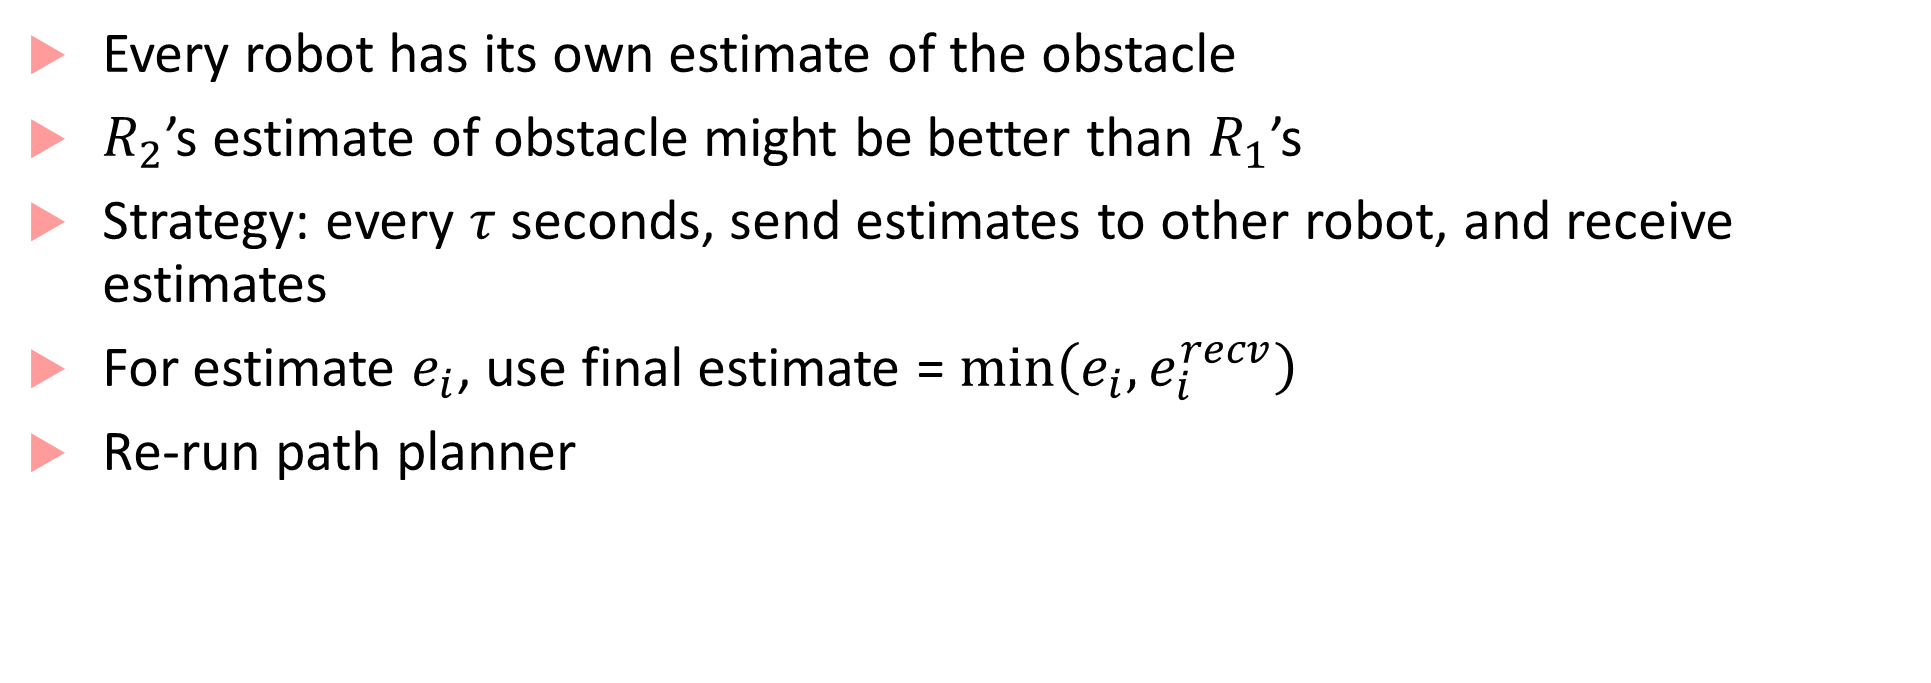 Every robot has its own estimate of the obstacle
𝑅₂’s estimate of obstacle might be better than 𝑅₁’s
Strategy: every 𝜏 seconds, send estimates to other robot, and receive
estimates
For estimate 𝑒ᵢ, use final estimate = min(𝑒ᵢ, 𝑒ᵢ^𝑟𝑒𝑐𝑣)
Re-run path planner